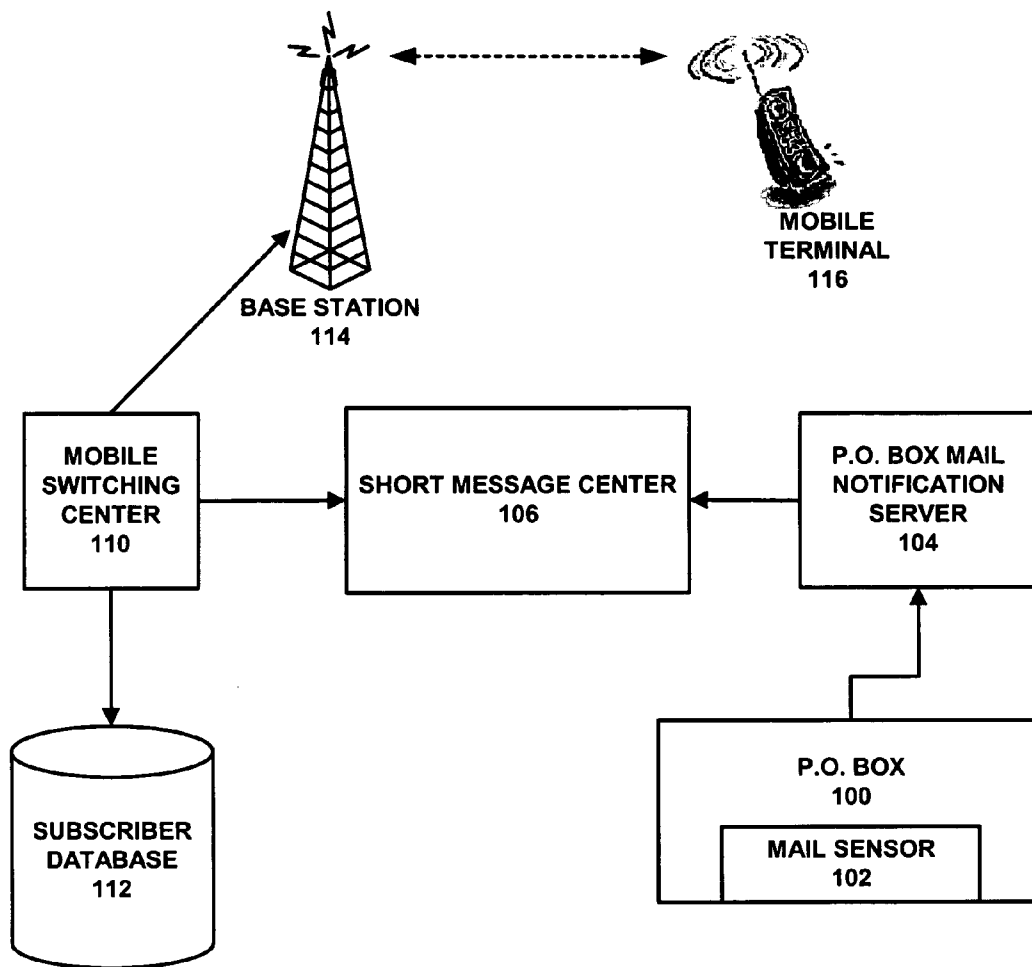 MOBILE
TERMINAL
116
BASE STATION
114
MOBILE
SWITCHING
CENTER
110
SHORT MESSAGE CENTER
106
P.O. BOX MAIL
NOTIFICATION
SERVER
104
SUBSCRIBER
DATABASE
112
P.O. BOX
100
MAIL SENSOR
102